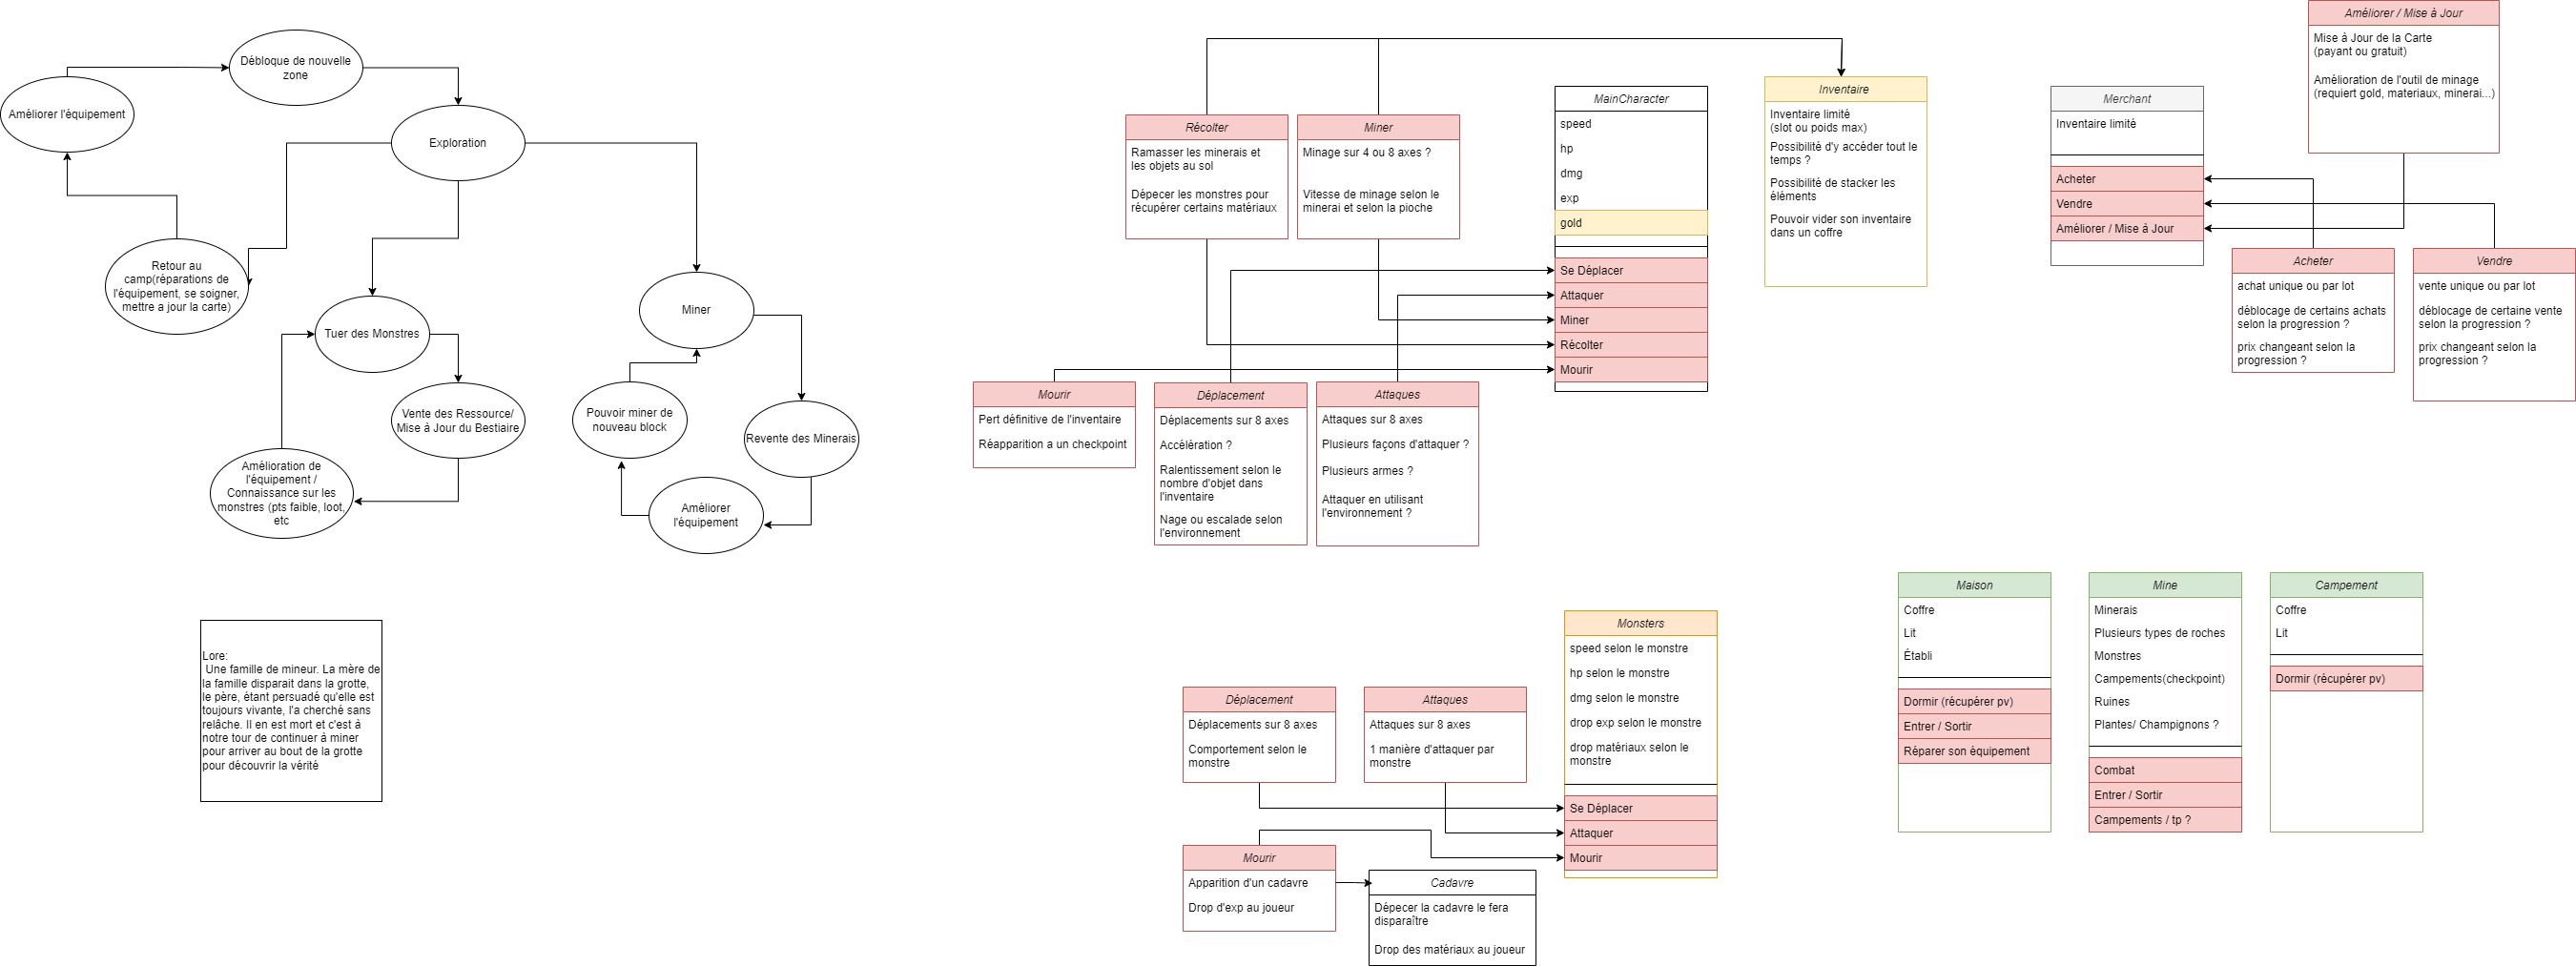 Débloque de nouvelle
zone
Améliorer l'équipement
Exploration
Retour au
camp(réparations de
l'équipement, se soigner,
mettre a jour la carte)
Tuer des Monstres
Vente des Ressource/
Mise à Jour du Bestiaire
Amélioration de
l'équipement /
Connaissance sur les
monstres (pts faible, loot,
etc
Miner
Pouvoir miner de
nouveau block
Revente des Minerais
Améliorer
l'équipement
Lore:
Une famille de mineur. La mère de
la famille disparait dans la grotte,
le père, étant persuadé qu'elle est
toujours vivante, l'a cherché sans
relâche. Il en est mort et c'est à
notre tour de continuer à miner
pour arriver au bout de la grotte
pour découvrir la vérité
Récolter
Ramasser les minerais et
les objets au sol
Dépecer les monstres pour
récupérer certains matériaux
Miner
Minage sur 4 ou 8 axes ?
Vitesse de minage selon le
minerai et selon la pioche
MainCharacter
speed
hp
dmg
exp
gold
Se Déplacer
Attaquer
Miner
Récolter
Mourir
Inventaire
Inventaire limité
(slot ou poids max)
Possibilité d'y accéder tout le
temps ?
Possibilité de stacker les
éléments
Pouvoir vider son inventaire
dans un coffre
Mourir
Pert définitive de l'inventaire
Réapparition a un checkpoint
Déplacement
Déplacements sur 8 axes
Accélération ?
Ralentissement selon le
nombre d'objet dans
l'inventaire
Nage ou escalade selon
l'environnement
Attaques
Attaques sur 8 axes
Plusieurs façons d'attaquer ?
Plusieurs armes ?
Attaquer en utilisant
l'environnement ?
Merchant
Inventaire limité
Acheter
Vendre
Améliorer / Mise à Jour
Améliorer / Mise à Jour
Mise à Jour de la Carte
(payant ou gratuit)
Amélioration de l'outil de minage
(requiert gold, materiaux, minerai...)
Acheter
achat unique ou par lot
déblocage de certains achats
selon la progression ?
prix changeant selon la
progression ?
Vendre
vente unique ou par lot
déblocage de certaine vente
selon la progression ?
prix changeant selon la
progression ?
Déplacement
Déplacements sur 8 axes
Comportement selon le
monstre
Attaques
Attaques sur 8 axes
1 manière d'attaquer par
monstre
Monsters
speed selon le monstre
hp selon le monstre
dmg selon le monstre
drop exp selon le monstre
drop matériaux selon le
monstre
Se Déplacer
Attaquer
Mourir
Mourir
Apparition d'un cadavre
Drop d'exp au joueur
Cadavre
Dépecer la cadavre le fera
disparaître
Drop des matériaux au joueur
Maison
Coffre
Lit
Établi
Dormir (récupérer pv)
Entrer / Sortir
Réparer son équipement
Mine
Minerais
Plusieurs types de roches
Monstres
Campements(checkpoint)
Ruines
Plantes/ Champignons ?
Combat
Entrer / Sortir
Campements / tp ?
Campement
Coffre
Lit
Dormir (récupérer pv)